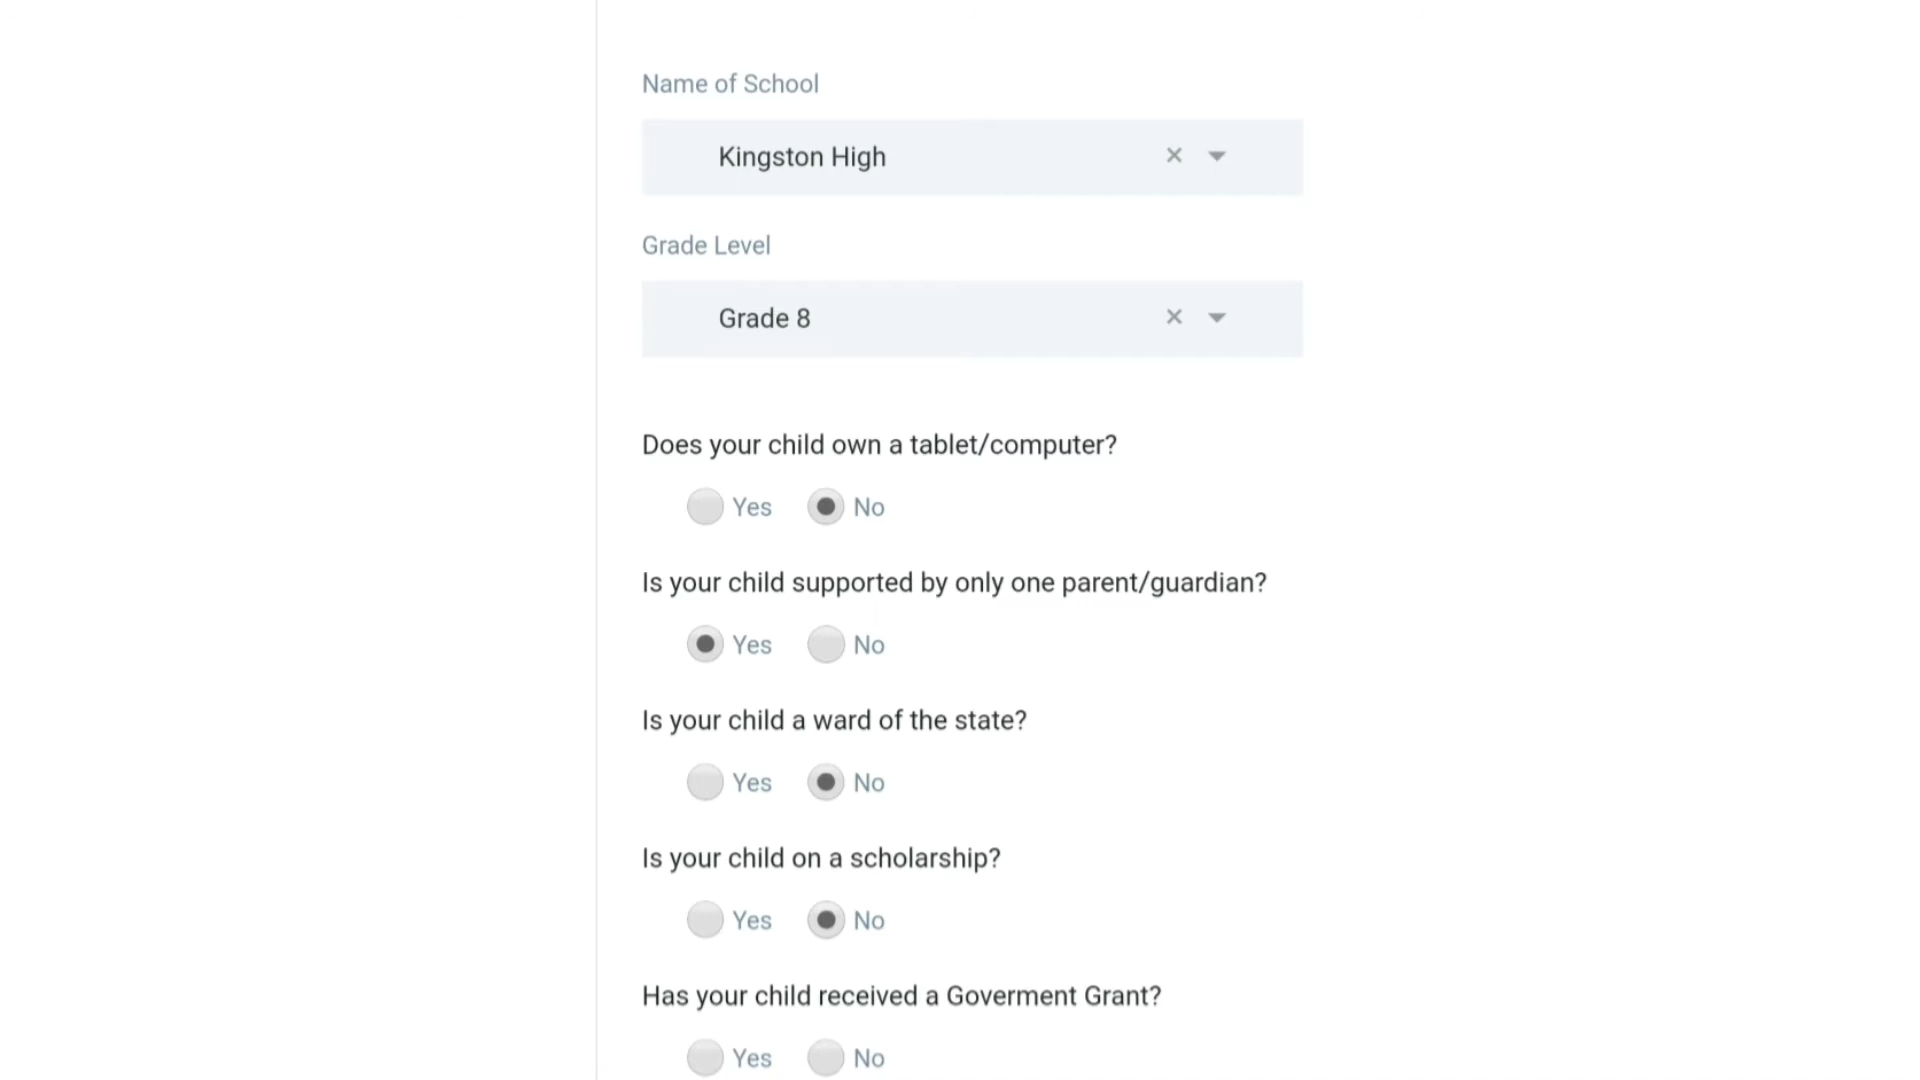 Name of School
Kingston High
Grade Level
Grade 8
Does your child own a tablet/computer?
Yes No
Is your child supported by only one parent/guardian?
Yes No
Is your child a ward of the state?
Yes No
Is your child on a scholarship?
Yes No
Has your child received a Goverment Grant?
Yes No